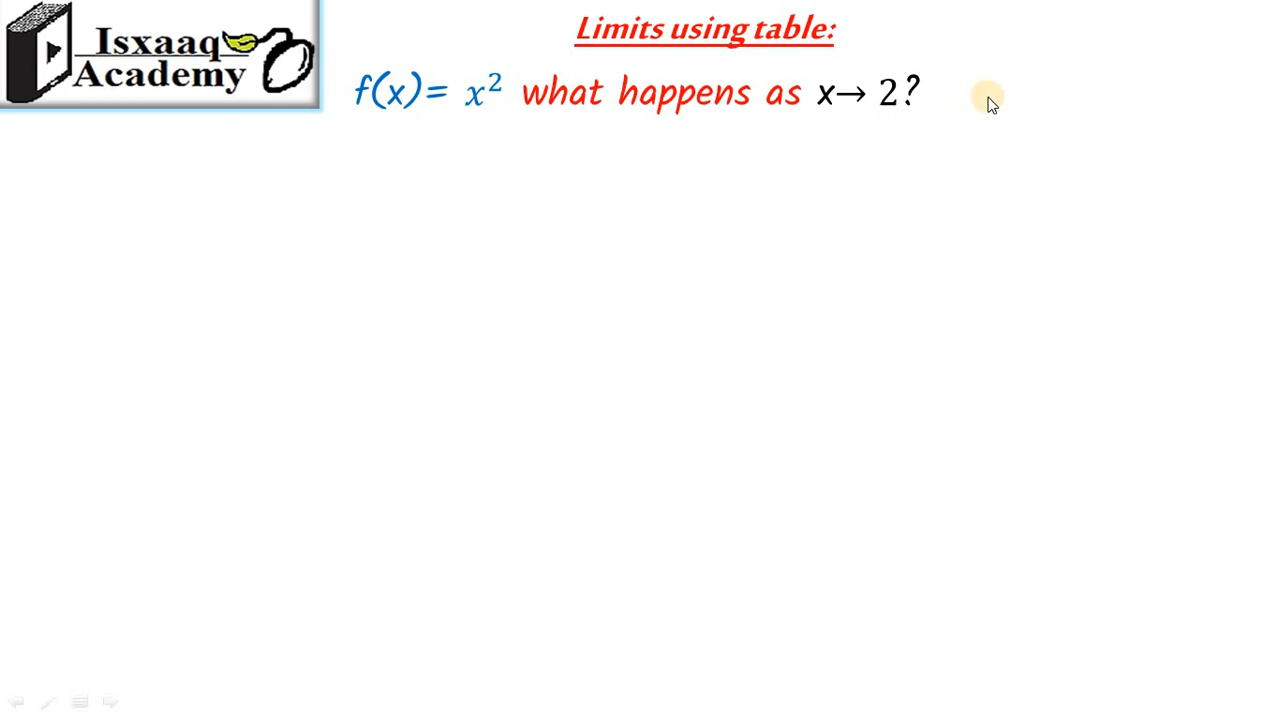 Isxaaq
Academy
Limits using table:
f(x)= x² what happens as x→ 2?